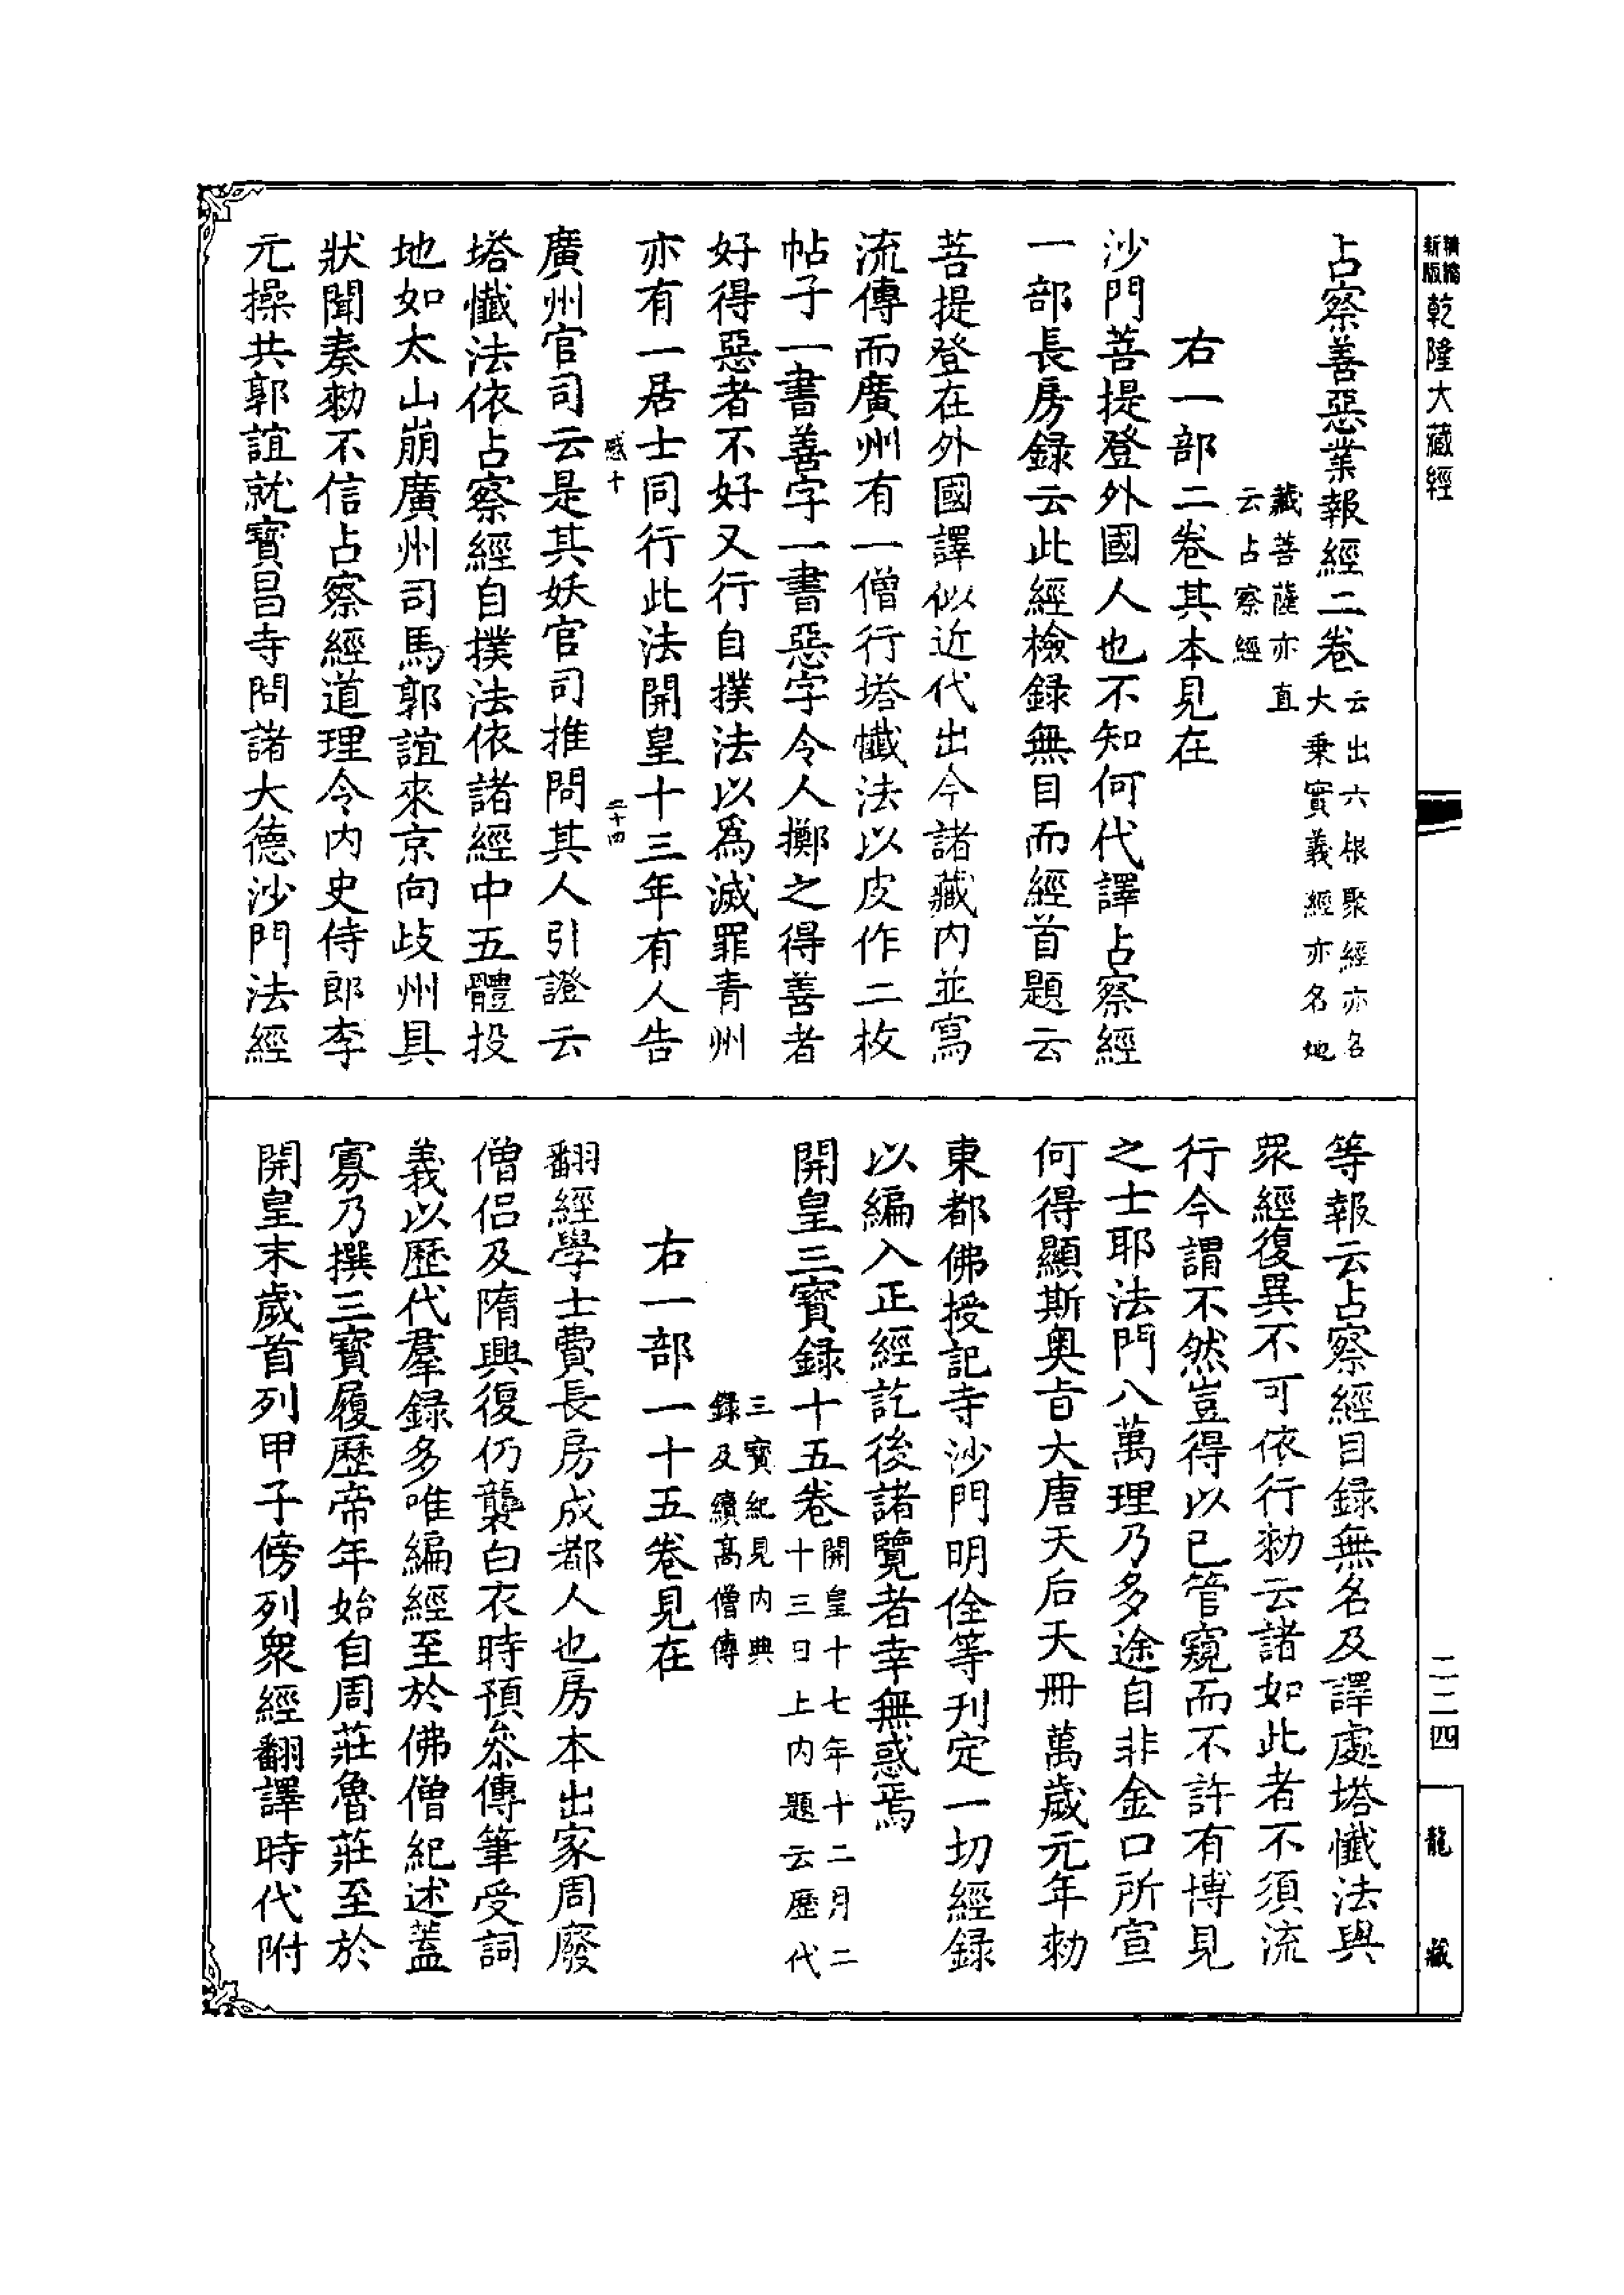 新版
精縮
乾隆大藏經
占察善惡業報經二卷
云出六根聚經亦名
大乘實義經亦名地
藏菩薩亦直
云占察經
右一部二卷其本見在
沙門菩提登外國人也不知何代譯占察經
一部長房録云此經檢録無目而經首題云
菩提登在外國譯似近代出今諸藏内並寫
流傳而廣州有一僧行塔懺法以皮作二枚
帖子一書善字一書惡字令人擲之得善者
好得惡者不好又行自撲法以爲滅罪青州
亦有一居士同行此法開皇十三年有人告
感十
二十四
廣州官司云是其妖官司推問其人引證云
塔懺法依占察經自撲法依諸經中五體投
地如太山崩廣州司馬郭誼來京向歧州具
狀聞奏勑不信占察經道理令内史侍郎李
元操共郭誼就寶昌寺問諸大德沙門法經
等報云占察經目録無名及譯處塔懺法與
眾經復異不可依行勑云諸如此者不須流
行今謂不然豈得以已管窺而不許有博見
之士耶法門八萬理乃多途自非金口所宣
何得顯斯奥旨大唐天后天冊萬歲元年勑
東都佛授記寺沙門明佺等刊定一切經録
以編入正經訖後諸覽者幸無惑焉
開皇三寶録十五卷
開皇十七年十二月二
十三日上内題云歷代
三寳紀見内典
録及續髙僧傳
右一部一十五卷見在
翻經學士費長房成都人也房本出家周廢
僧侣及隋興復仍襲白衣時預叅傳筆受詞
義以歷代羣録多唯編經至於佛僧紀述蓋
寡乃撰三寳履歷帝年始自周莊魯莊至於
開皇末歲首列甲子傍列衆經翻譯時代附
二二四
龍藏